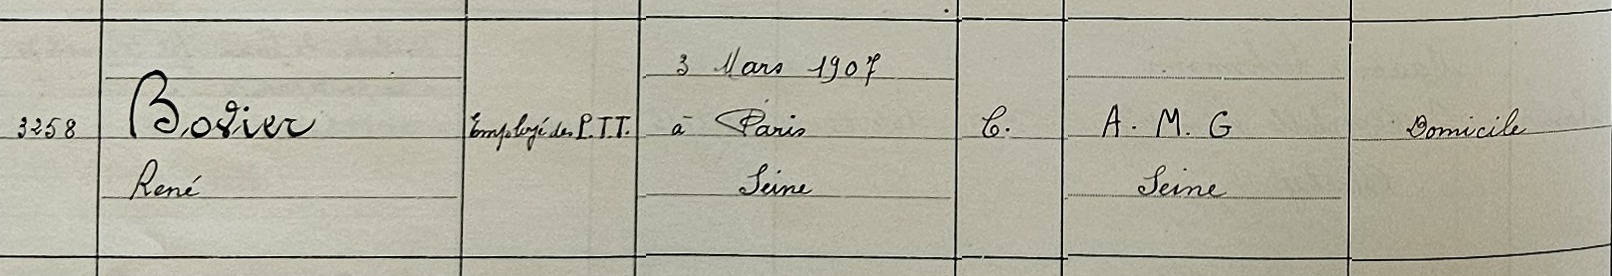 3 Mars 1907
3258 Bodier Employé des P.T.T. à Paris C. A. M. G Domicile
René Seine Seine